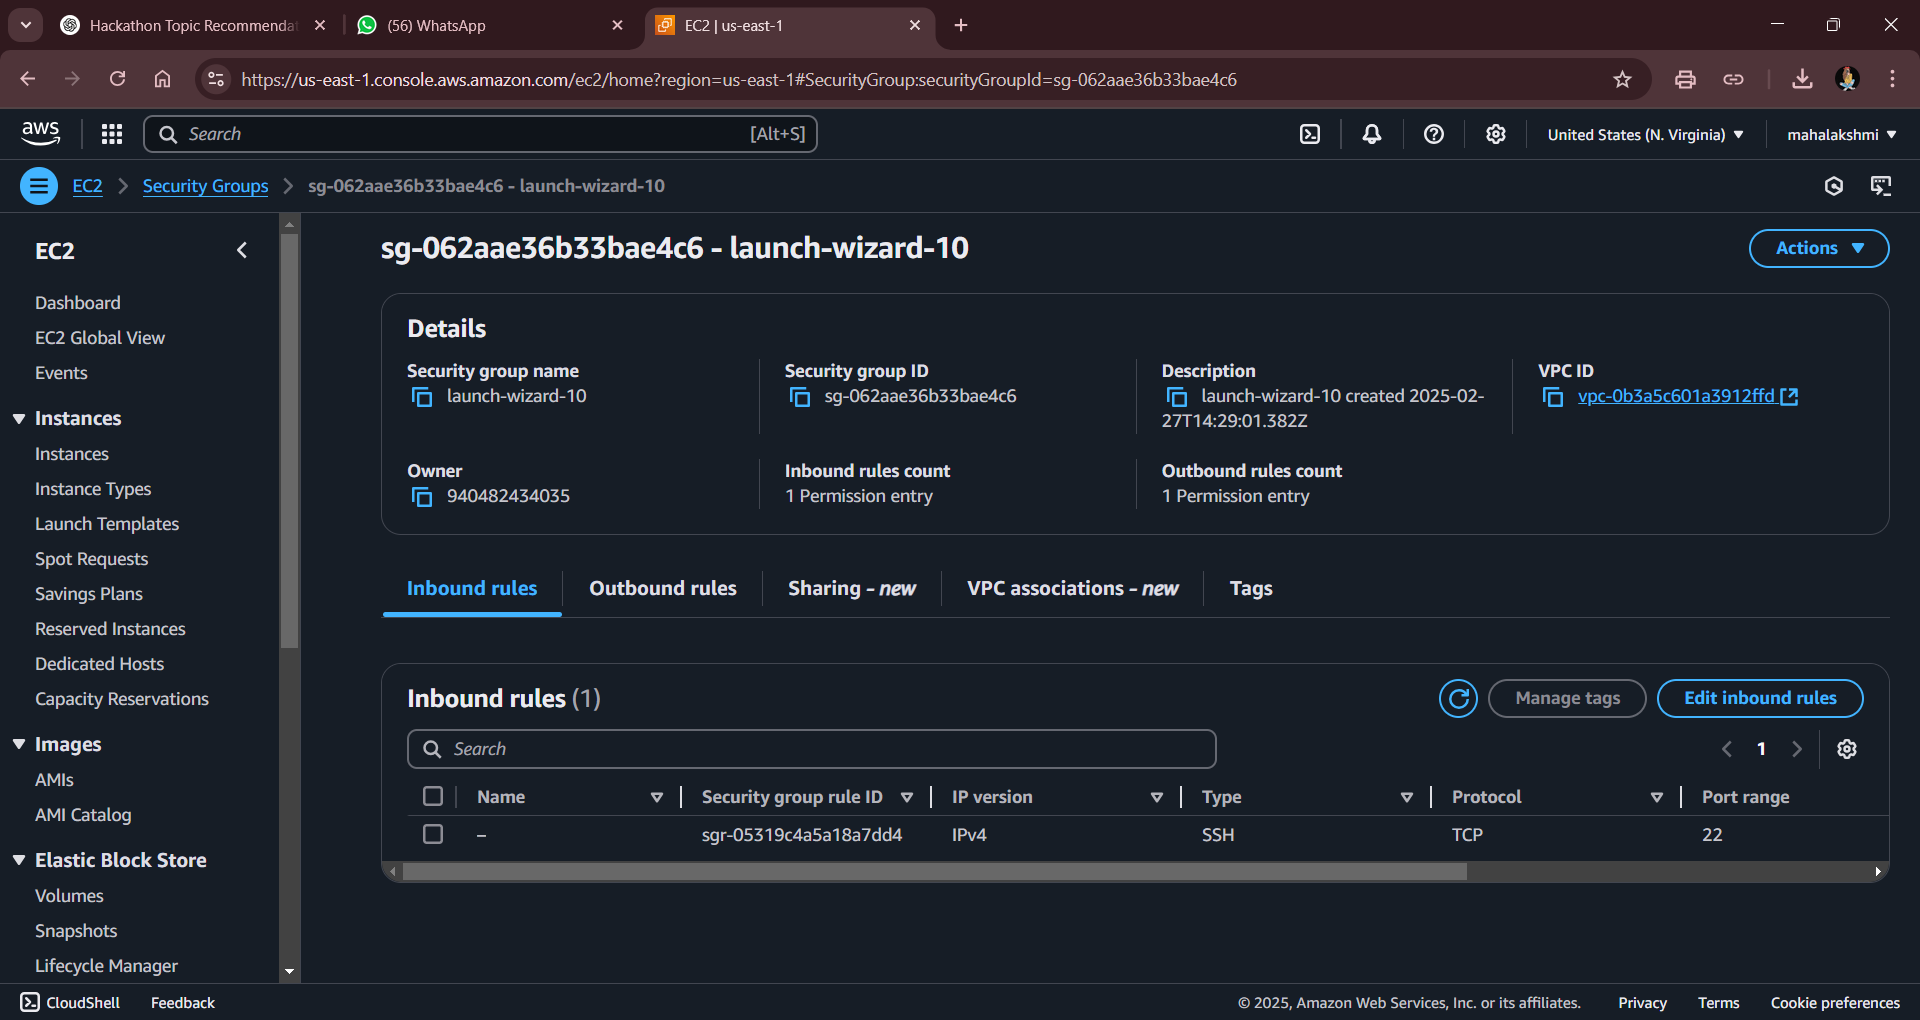 Hackathon Topic Recommendat
(56) WhatsApp
EC2 | us-east-1
https://us-east-1.console.aws.amazon.com/ec2/home?region=us-east-1#SecurityGroup:securityGroupId=sg-062aae36b33bae4c6
aws
Search
[Alt+S]
United States (N. Virginia)
mahalakshmi
EC2
Security Groups
sg-062aae36b33bae4c6 - launch-wizard-10
EC2
Dashboard
EC2 Global View
Events
Instances
Instances
Instance Types
Launch Templates
Spot Requests
Savings Plans
Reserved Instances
Dedicated Hosts
Capacity Reservations
Images
AMIs
AMI Catalog
Elastic Block Store
Volumes
Snapshots
Lifecycle Manager
sg-062aae36b33bae4c6 - launch-wizard-10
Actions
Details
Security group name
launch-wizard-10
Security group ID
sg-062aae36b33bae4c6
Description
launch-wizard-10 created 2025-02-
27T14:29:01.382Z
VPC ID
vpc-0b3a5c601a3912ffd
Owner
940482434035
Inbound rules count
1 Permission entry
Outbound rules count
1 Permission entry
Inbound rules
Outbound rules
Sharing - new
VPC associations - new
Tags
Inbound rules (1)
Manage tags
Edit inbound rules
Search
1
Name
Security group rule ID
IP version
Type
Protocol
Port range
–
sgr-05319c4a5a18a7dd4
IPv4
SSH
TCP
22
CloudShell
Feedback
© 2025, Amazon Web Services, Inc. or its affiliates.
Privacy
Terms
Cookie preferences